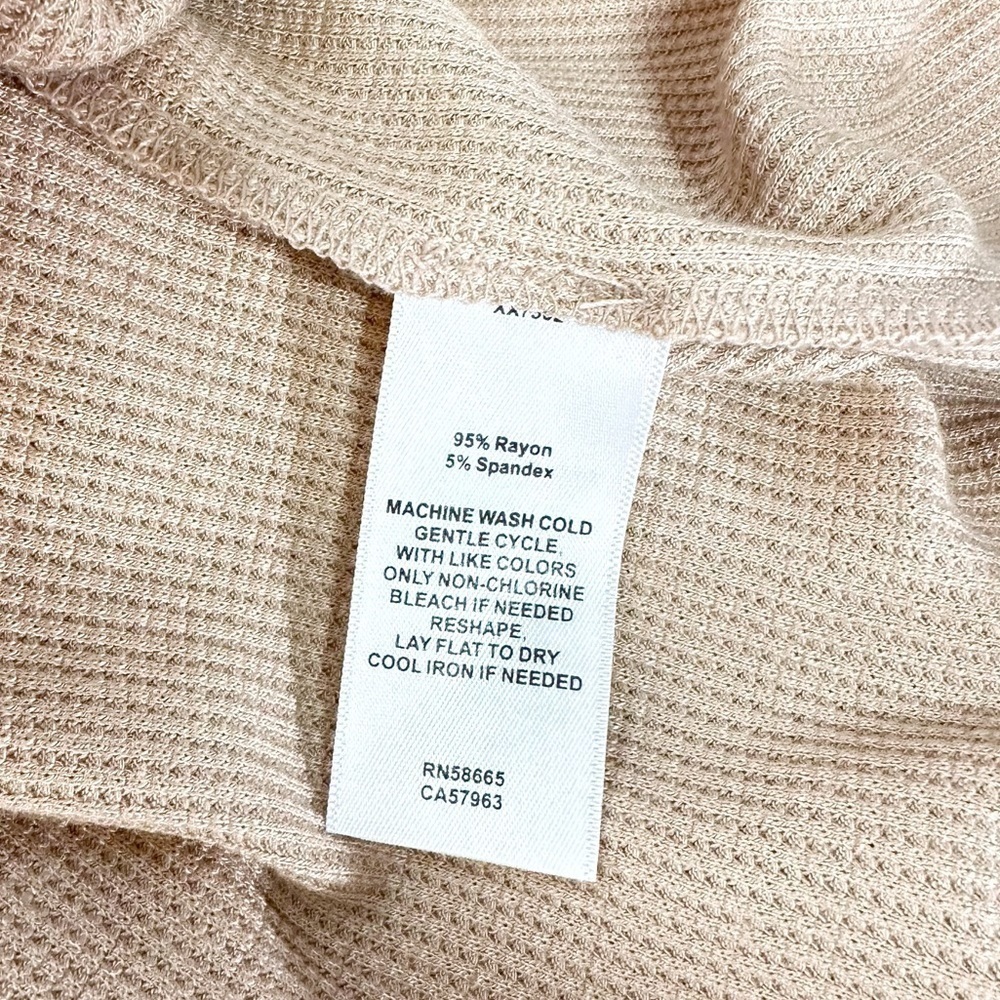 95% Rayon
5% Spandex
MACHINE WASH COLD
GENTLE CYCLE,
WITH LIKE COLORS
ONLY NON-CHLORINE
BLEACH IF NEEDED
RESHAPE,
LAY FLAT TO DRY
COOL IRON IF NEEDED
RN58665
CA57963